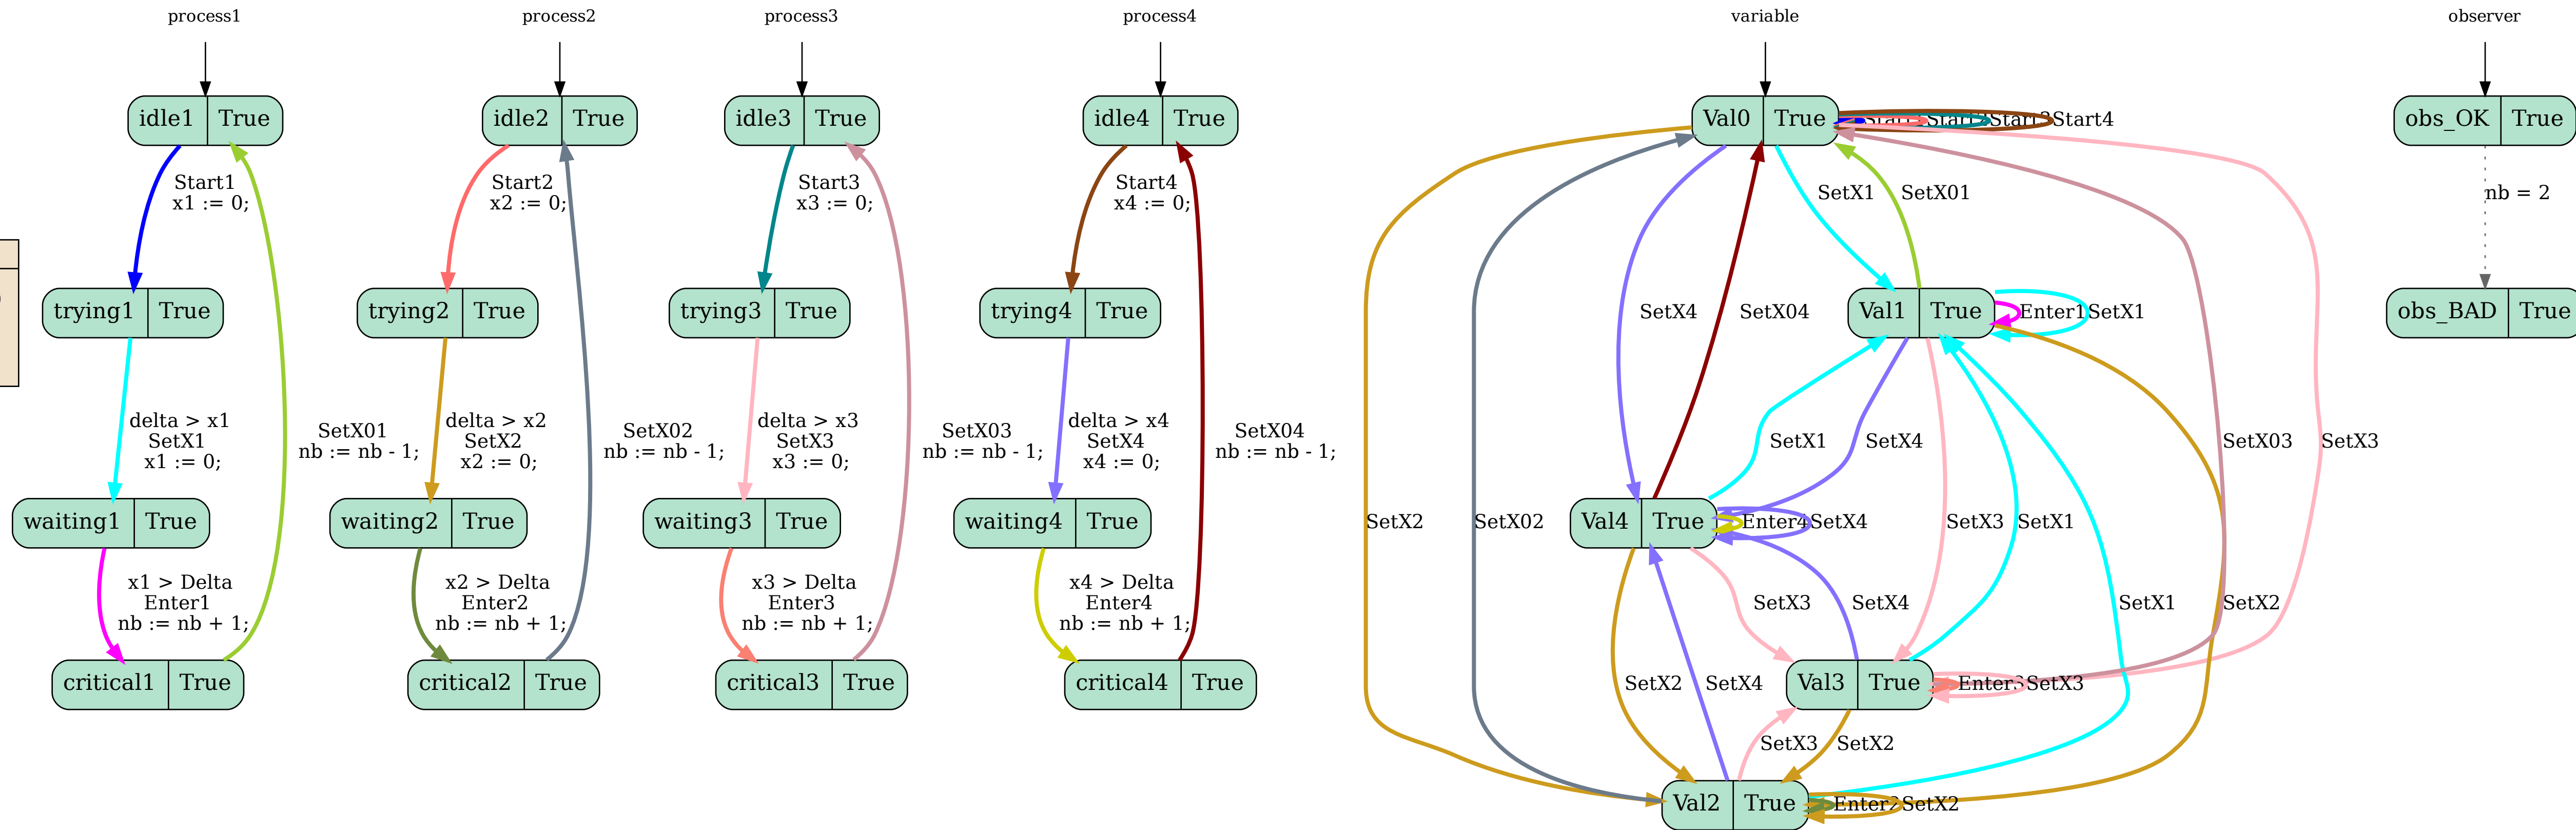 process1
idle1 True
Start1
x1 := 0;
trying1 True
delta > x1
SetX1
x1 := 0;
SetX01
nb := nb - 1;
waiting1 True
x1 > Delta
Enter1
nb := nb + 1;
critical1 True
process2
idle2 True
Start2
x2 := 0;
trying2 True
delta > x2
SetX2
x2 := 0;
SetX02
nb := nb - 1;
waiting2 True
x2 > Delta
Enter2
nb := nb + 1;
critical2 True
process3
idle3 True
Start3
x3 := 0;
trying3 True
delta > x3
SetX3
x3 := 0;
SetX03
nb := nb - 1;
waiting3 True
x3 > Delta
Enter3
nb := nb + 1;
critical3 True
process4
idle4 True
Start4
x4 := 0;
trying4 True
delta > x4
SetX4
x4 := 0;
SetX04
nb := nb - 1;
waiting4 True
x4 > Delta
Enter4
nb := nb + 1;
critical4 True
variable
Val0 True
Start4
SetX1
SetX01
SetX4
SetX04
Val1 True
Enter1
SetX1
SetX1
SetX4
SetX03
SetX3
SetX2
SetX02
Val4 True
Enter4
SetX4
SetX3
SetX1
SetX3
SetX4
SetX1
SetX2
SetX2
SetX4
Val3 True
Enter3
SetX3
SetX3
SetX2
Val2 True
Enter2
SetX2
observer
obs_OK True
nb = 2
obs_BAD True